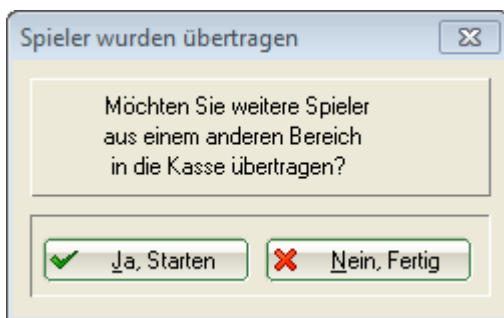 Spieler wurden übertragen
Möchten Sie weitere Spieler
aus einem anderen Bereich
in die Kasse übertragen?
Ja, Starten
Nein, Fertig